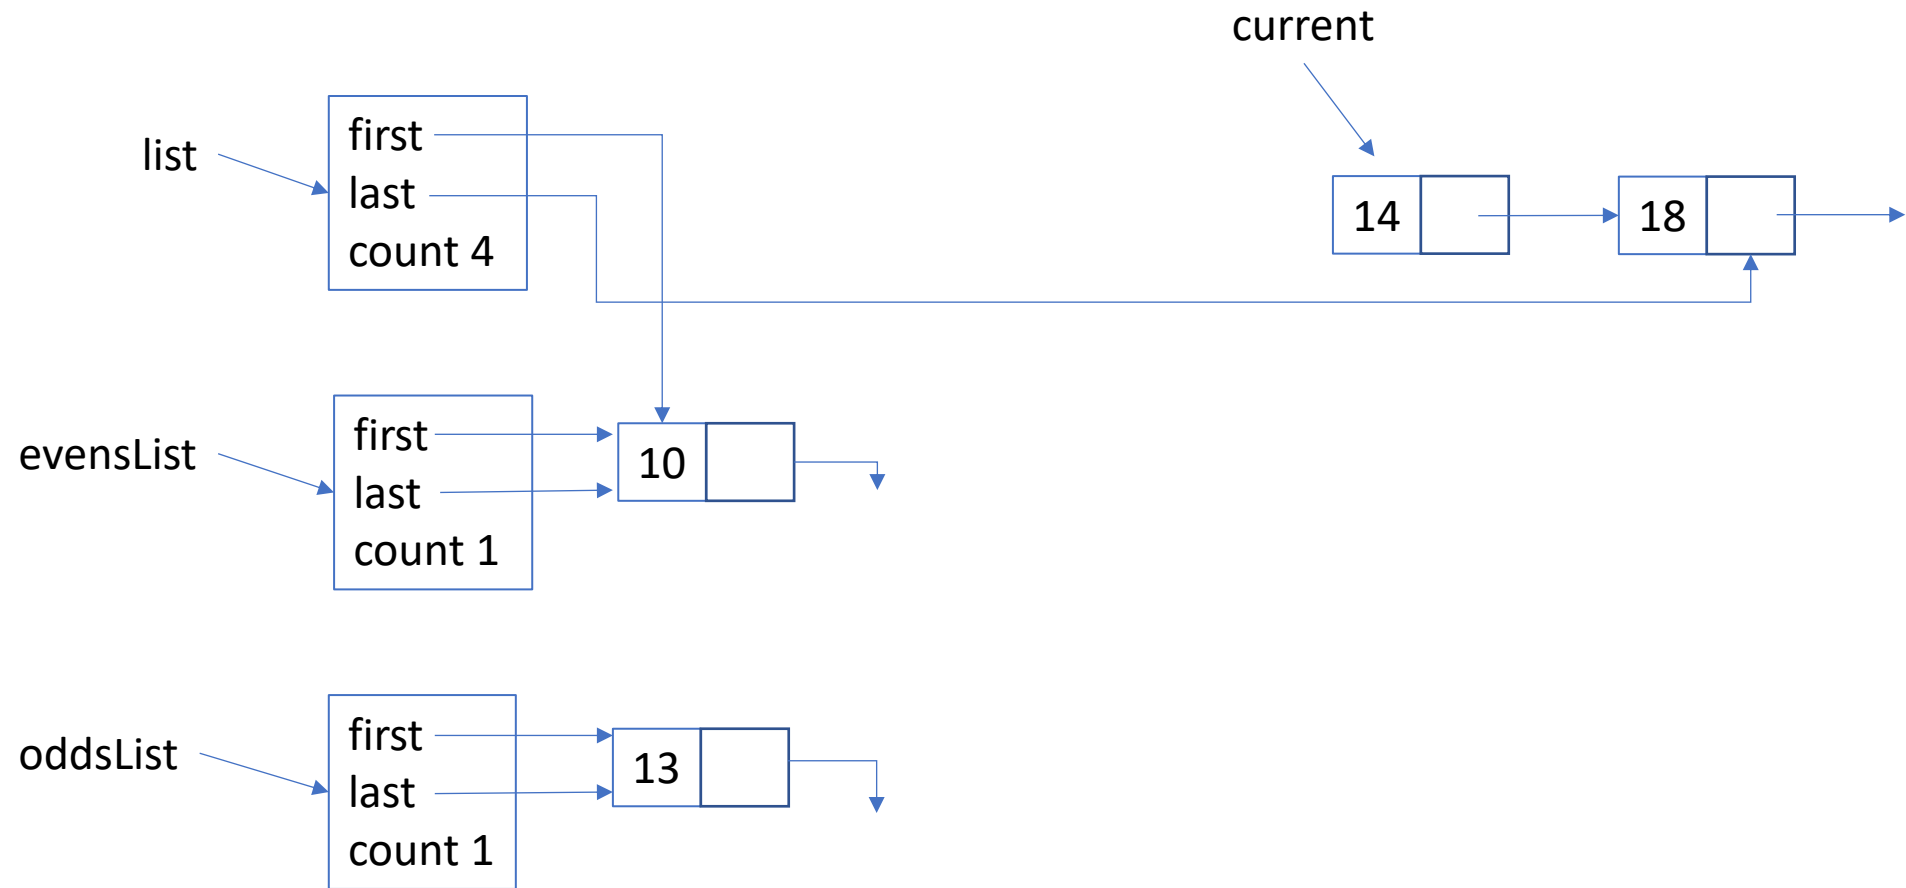 current
list
first
last
count 4
14
18
evensList
first
last
count 1
10
oddsList
first
last
count 1
13